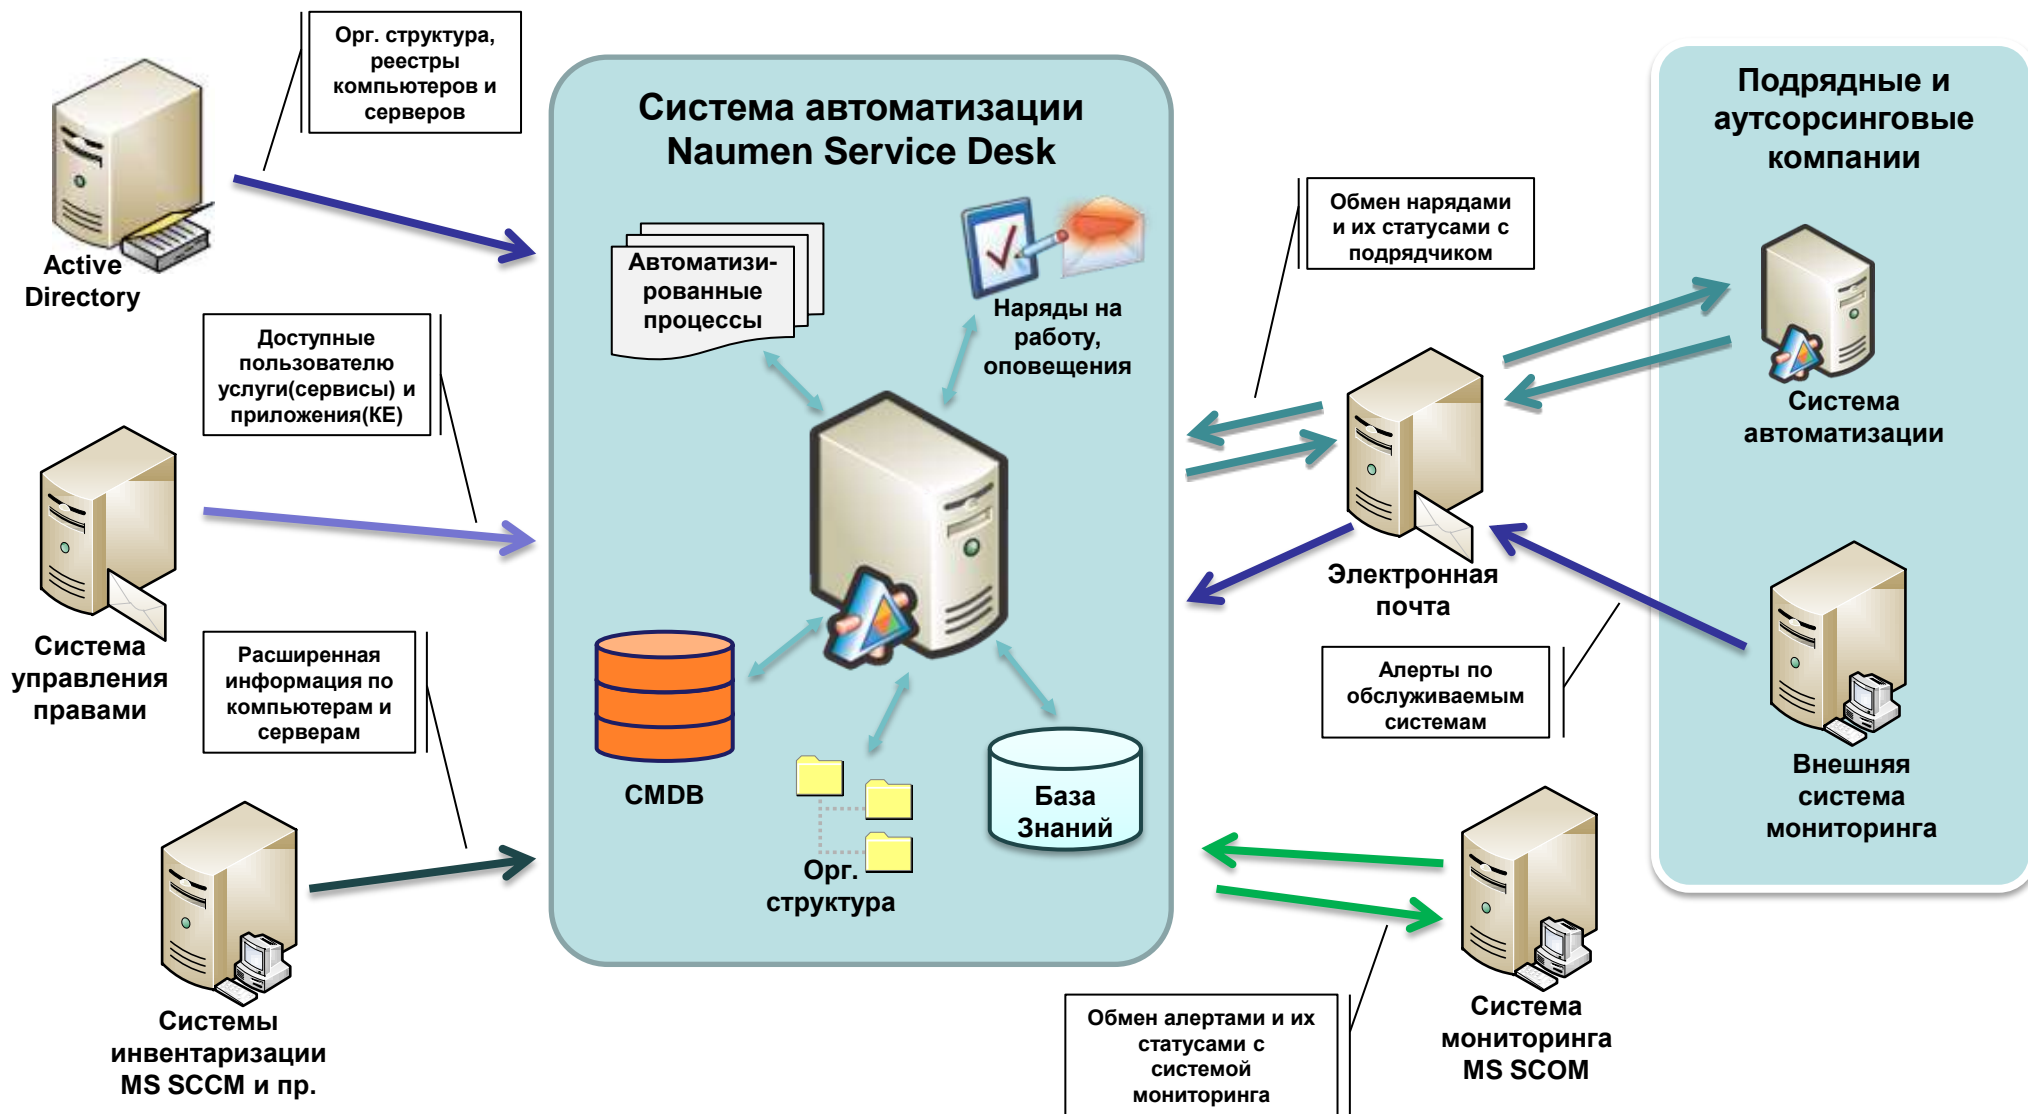 Орг. структура,
реестры
компьютеров и
серверов
Active
Directory
Доступные
пользователю
услуги(сервисы) и
приложения(КЕ)
Система
управления
правами
Расширенная
информация по
компьютерам и
серверам
Системы
инвентаризации
MS SCCM и пр.
Система автоматизации
Naumen Service Desk
Автоматизи-
рованные
процессы
Наряды на
работу,
оповещения
CMDB
Орг.
структура
База
Знаний
Обмен нарядами
и их статусами с
подрядчиком
Электронная
почта
Алерты по
обслуживаемым
системам
Обмен алертами и их
статусами с
системой
мониторинга
Система
мониторинга
MS SCOM
Подрядные и
аутсорсинговые
компании
Система
автоматизации
Внешняя
система
мониторинга